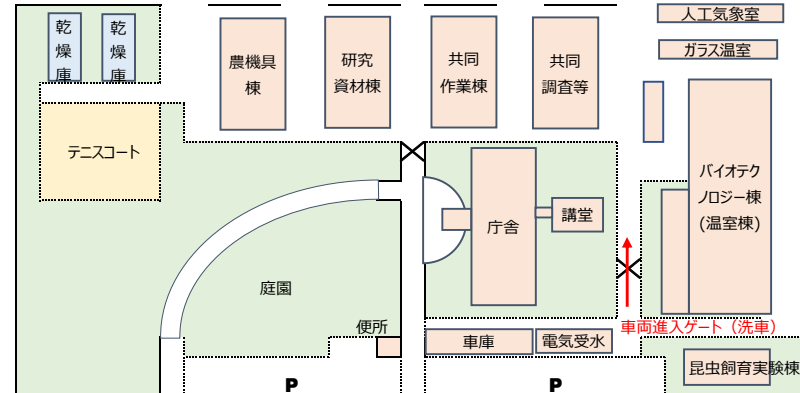 人工気象室
ガラス温室
乾
燥
庫
乾
燥
庫
農機具
棟
研究
資材棟
共同
作業棟
共同
調査等
テニスコート
バイオテク
ノロジー棟
(温室棟)
庁舎
講堂
庭園
便所
車両進入ゲート（洗車）
車庫
電気受水
昆虫飼育実験棟
P
P